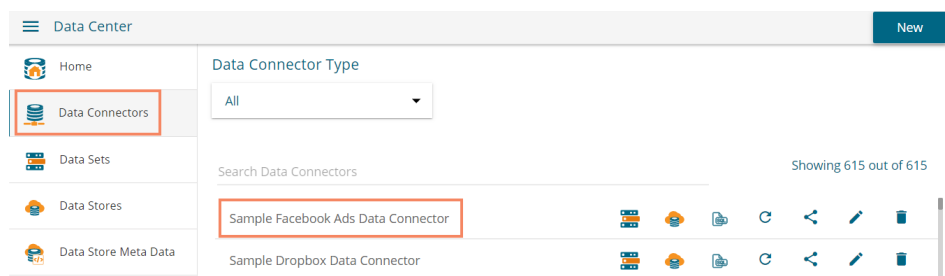 Data Center
New
Home
Data Connectors
Data Sets
Data Stores
Data Store Meta Data
Data Connector Type
All
Search Data Connectors
Showing 615 out of 615
Sample Facebook Ads Data Connector
Sample Dropbox Data Connector